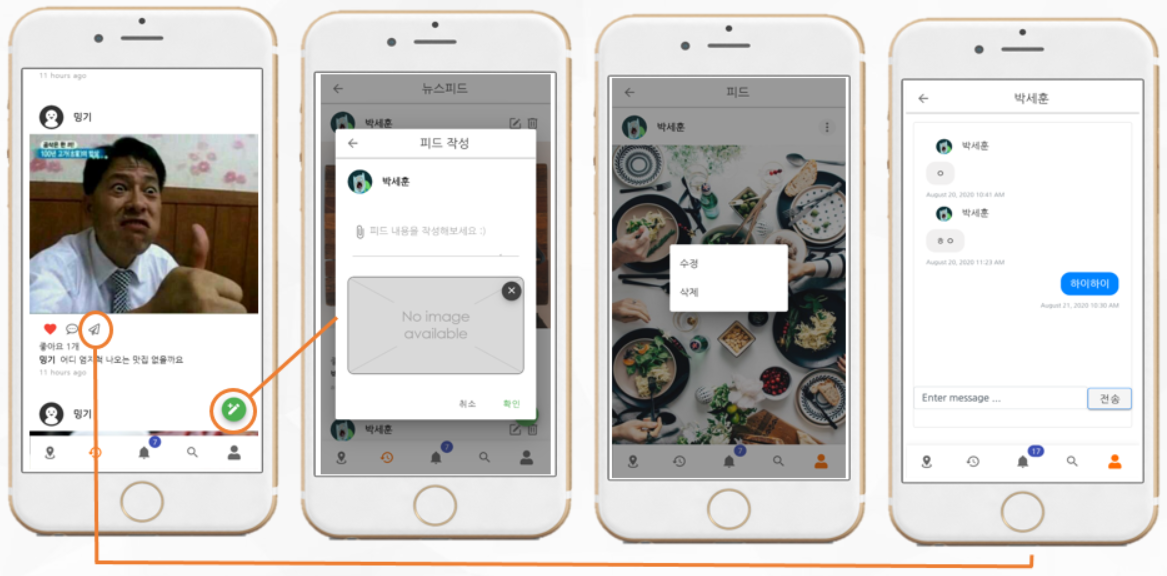 11 hours ago
밍기
100년
좋아요 1개
밍기 어디 엄지척 나오는 맛집 없을까요
11 hours ago
밍기
7
뉴스피드
박세훈
피드 작성
박세훈
피드 내용을 작성해보세요 :)
No image
available
취소
확인
박세훈
7
피드
박세훈
수정
삭제
7
박세훈
박세훈
ㅇ
August 20, 2020 10:41 AM
박세훈
ㅎㅇ
August 20, 2020 11:23 AM
하이하이
August 21, 2020 10:30 AM
Enter message ...
전송
17